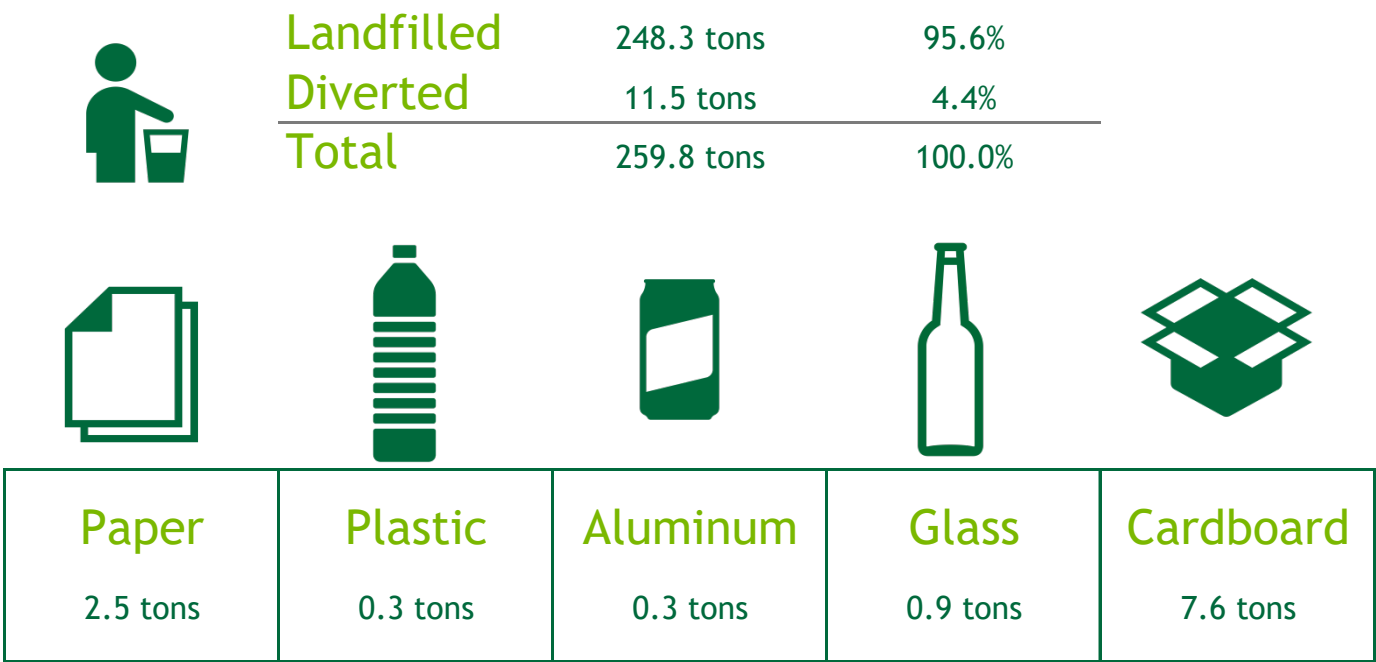 Landfilled 248.3 tons 95.6%
Diverted 11.5 tons 4.4%
Total 259.8 tons 100.0%
Paper Plastic Aluminum Glass Cardboard
2.5 tons 0.3 tons 0.3 tons 0.9 tons 7.6 tons